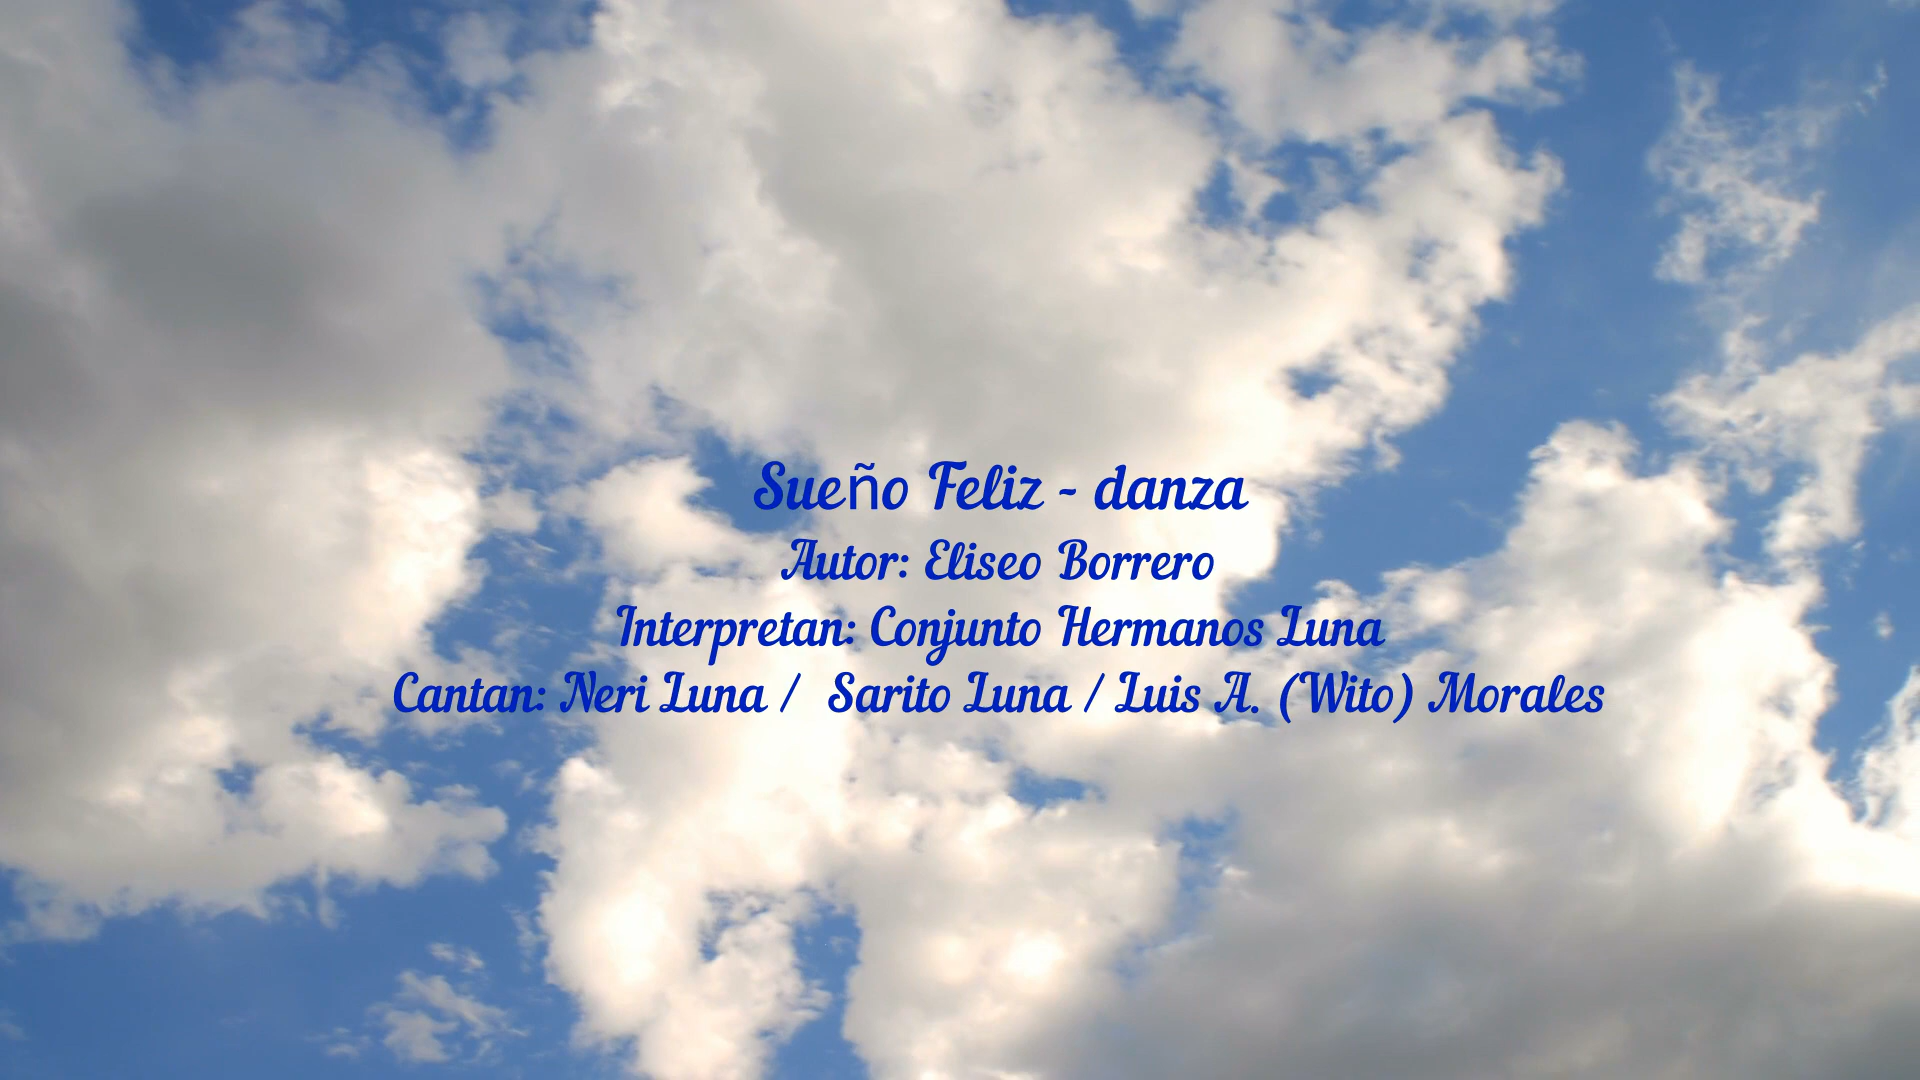 Sueño Feliz - danza
Autor: Eliseo Borrero
Interpretan: Conjunto Hermanos Luna
Cantan: Neri Luna /  Sarito Luna / Luis A. (Wito) Morales